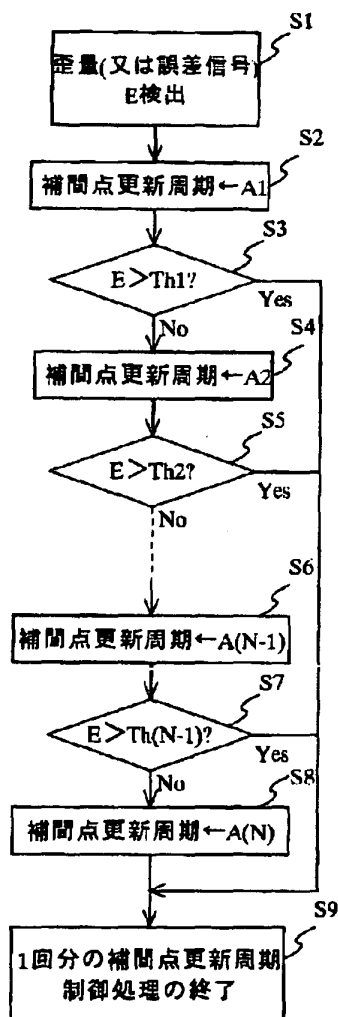 S1
歪量(又は誤差信号)
E検出
S2
補間点更新周期←A1
S3
E>Th1?
Yes
No
S4
補間点更新周期←A2
S5
E>Th2?
Yes
No
S6
補間点更新周期←A(N-1)
S7
E>Th(N-1)?
Yes
No
S8
補間点更新周期←A(N)
S9
1回分の補間点更新周期
制御処理の終了